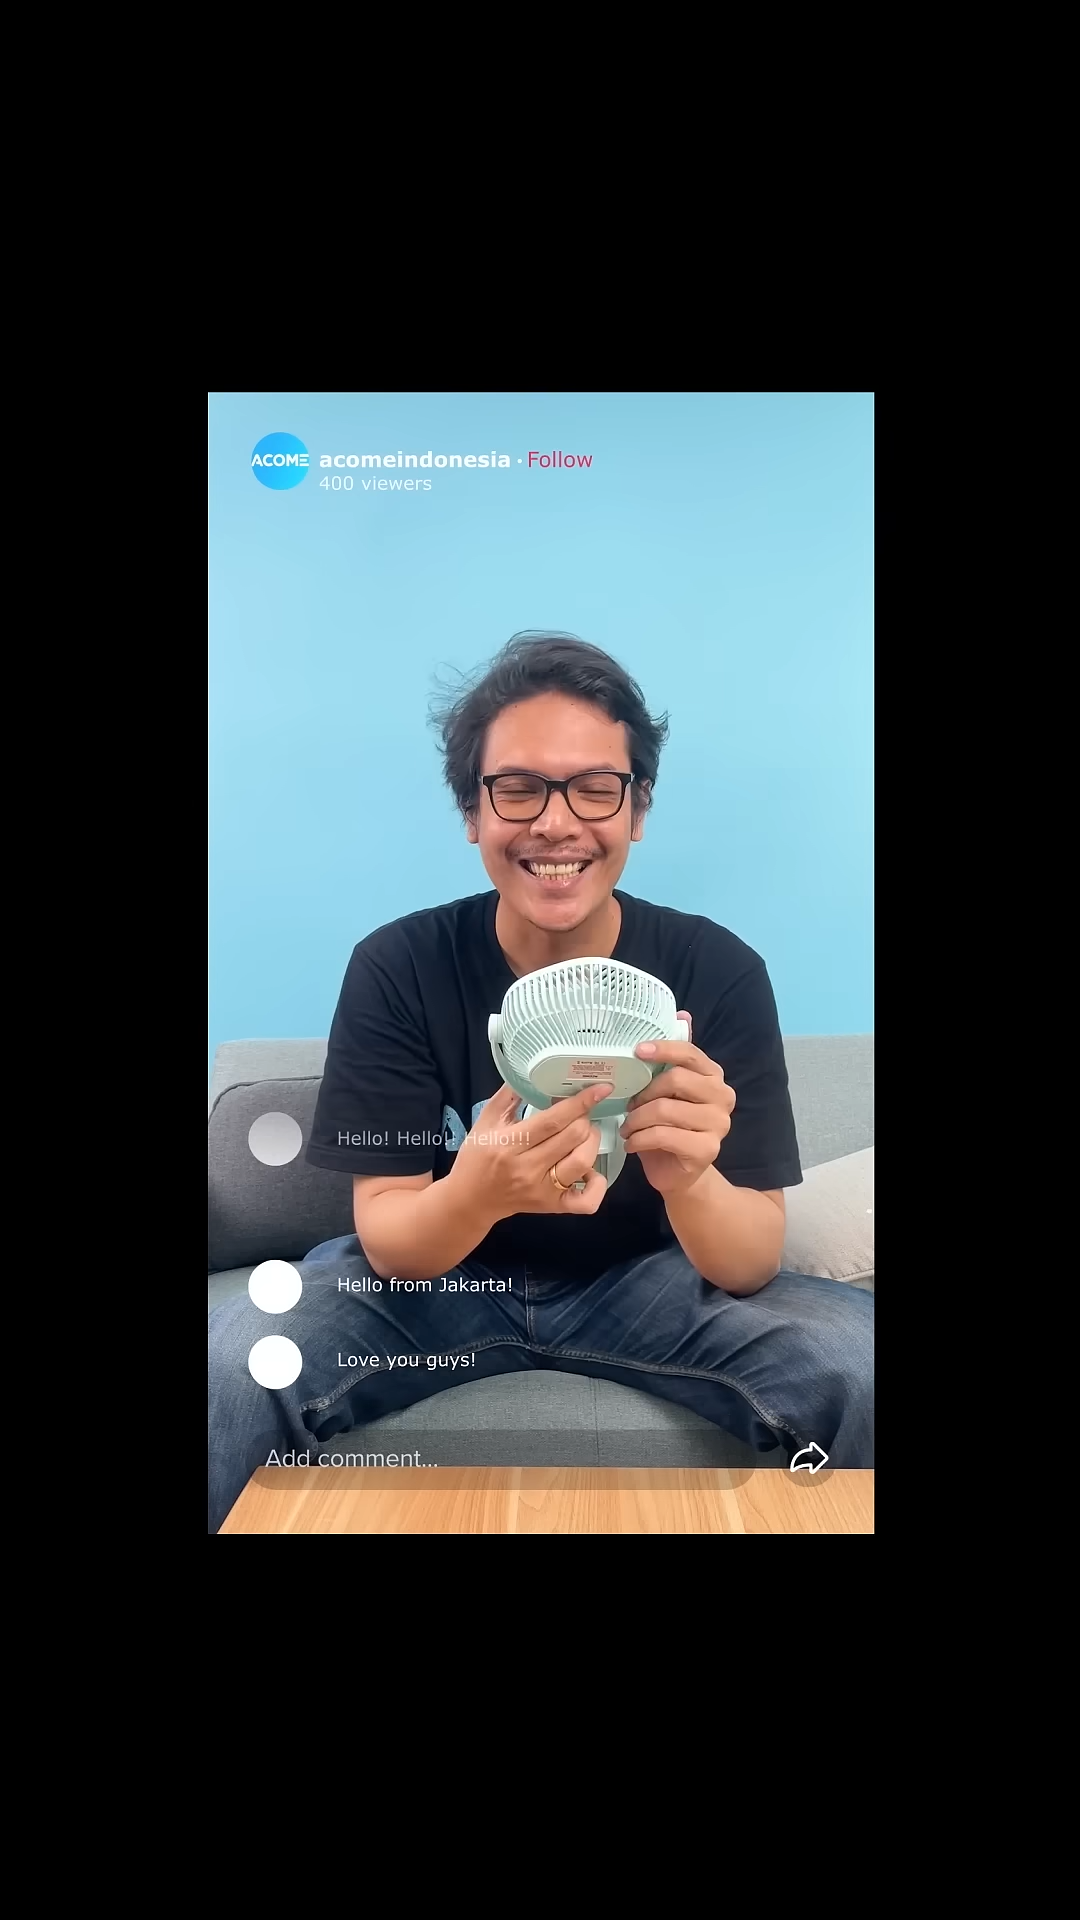 ACOME
acomeindonesia · Follow
400 viewers
Hello! Hello!! Hello!!!
Hello from Jakarta!
Love you guys!
Add comment...